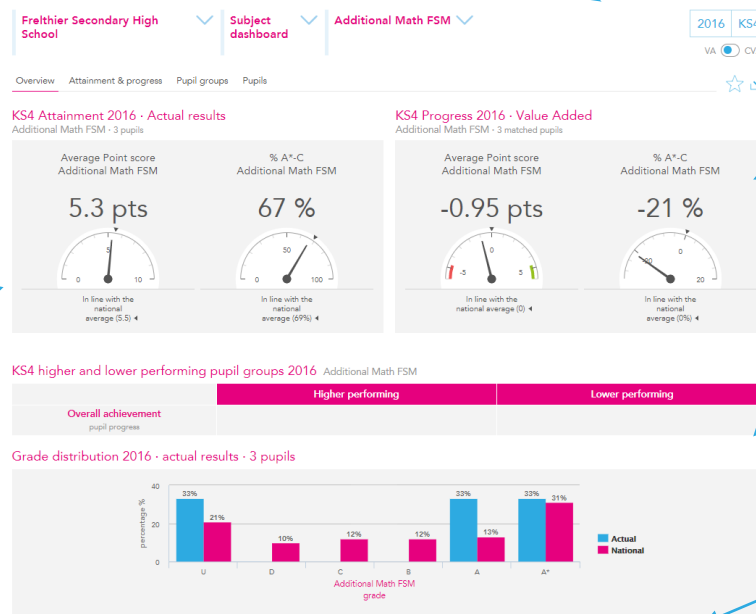 Frelthier Secondary High School
Subject dashboard
Additional Math FSM
2016 KS4
VA CV
Overview Attainment & progress Pupil groups Pupils
KS4 Attainment 2016 · Actual results
Additional Math FSM · 3 pupils
Average Point score
Additional Math FSM
5.3 pts
0 5 10
In line with the
national
average (5.5)
% A*-C
Additional Math FSM
67 %
0 50 100
In line with the
national
average (69%)
KS4 Progress 2016 · Value Added
Additional Math FSM · 3 matched pupils
Average Point score
Additional Math FSM
-0.95 pts
-5 0 5
In line with the
national average (0)
% A*-C
Additional Math FSM
-21 %
-20 0 20
In line with the
national
average (0%)
KS4 higher and lower performing pupil groups 2016 Additional Math FSM
Higher performing Lower performing
Overall achievement
pupil progress
Grade distribution 2016 · actual results · 3 pupils
percentage %
40
20
0
33% 21% 10% 12% 12% 33% 13% 33% 31%
U D C B A A*
Additional Math FSM
grade
Actual
National